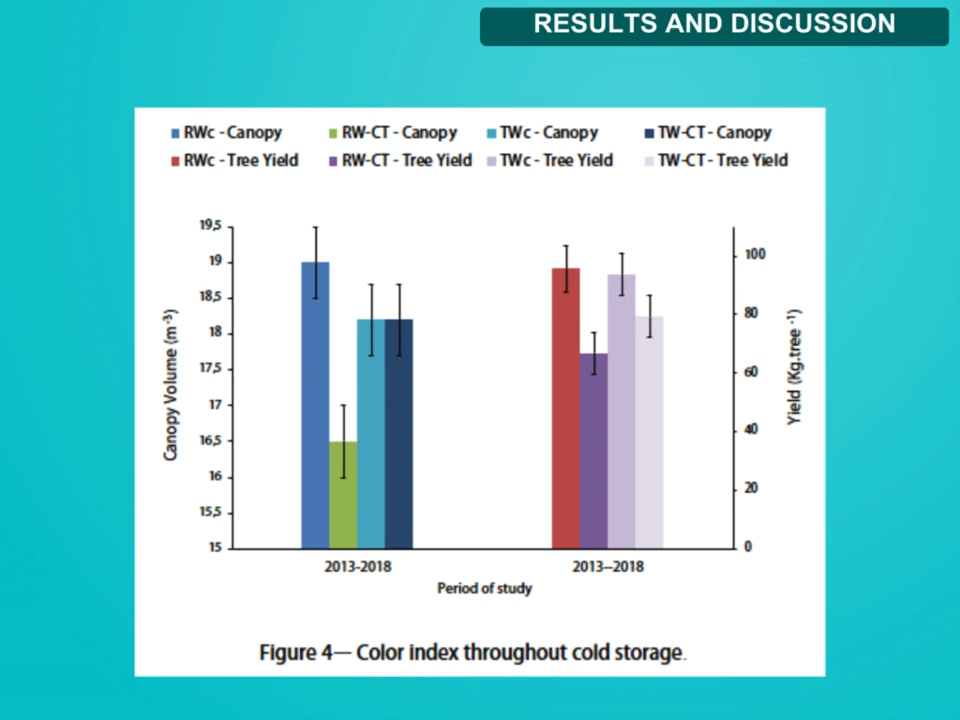 RESULTS AND DISCUSSION
RWc - Canopy RW-CT - Canopy TWc - Canopy TW-CT - Canopy
RWc - Tree Yield RW-CT - Tree Yield TWc - Tree Yield TW-CT - Tree Yield
19,5
19
18,5
18
17,5
17
16,5
16
15,5
15
Canopy Volume (m⁻³)
100
80
60
40
20
0
Yield (Kg.tree ⁻¹)
2013-2018 2013–2018
Period of study
Figure 4— Color index throughout cold storage.